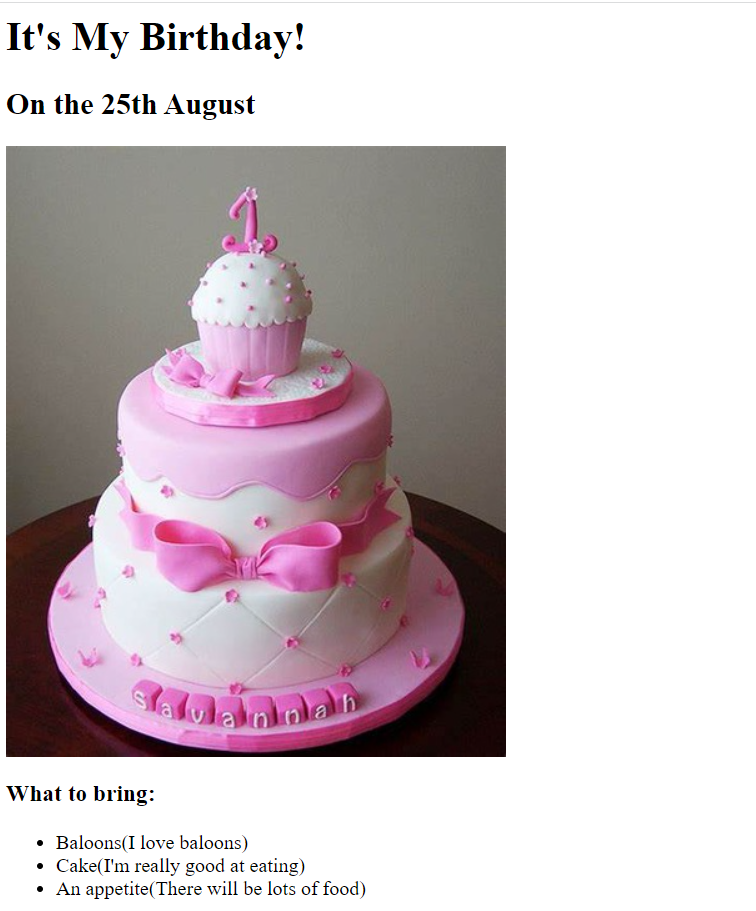 It's My Birthday!
On the 25th August
1
Savannah
What to bring:
Baloons(I love baloons)
Cake(I'm really good at eating)
An appetite(There will be lots of food)